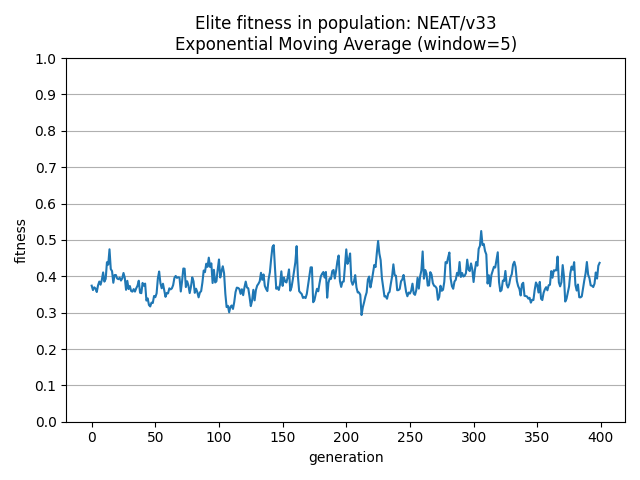 Elite fitness in population: NEAT/v33
Exponential Moving Average (window=5)
fitness
1.0
0.9
0.8
0.7
0.6
0.5
0.4
0.3
0.2
0.1
0.0
0 50 100 150 200 250 300 350 400
generation